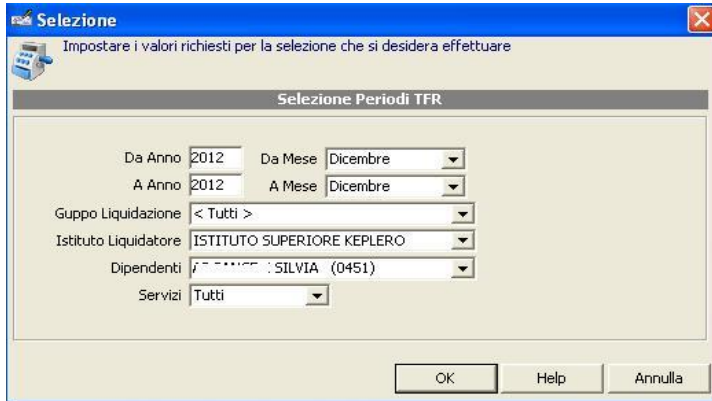 Selezione
Impostare i valori richiesti per la selezione che si desidera effettuare
Selezione Periodi TFR
Da Anno 2012 Da Mese Dicembre
A Anno 2012 A Mese Dicembre
Guppo Liquidazione < Tutti >
Istituto Liquidatore ISTITUTO SUPERIORE KEPLERO
Dipendenti SILVIA (0451)
Servizi Tutti
OK Help Annulla